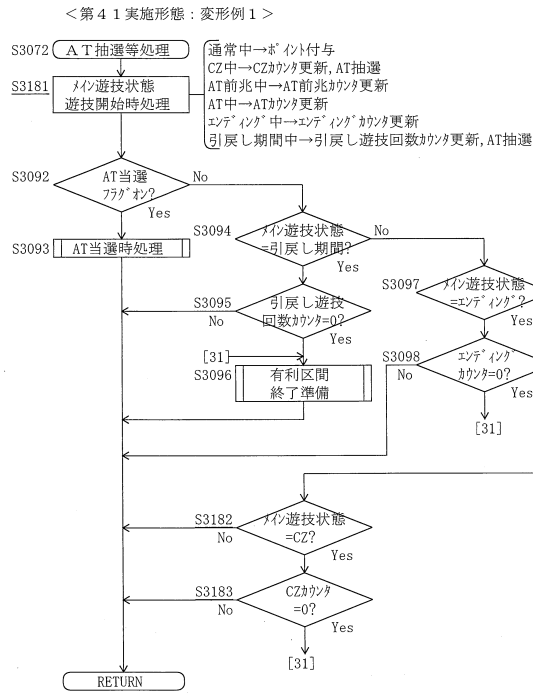 ＜第４１実施形態：変形例１＞
S3072
ＡＴ抽選等処理
S3181
ﾒｲﾝ遊技状態
遊技開始時処理
通常中→ﾎﾟｲﾝﾄ付与
CZ中→CZｶｳﾝﾀ更新,AT抽選
AT前兆中→AT前兆ｶｳﾝﾀ更新
AT中→ATｶｳﾝﾀ更新
ｴﾝﾃﾞｨﾝｸﾞ中→ｴﾝﾃﾞｨﾝｸﾞｶｳﾝﾀ更新
引戻し期間中→引戻し遊技回数ｶｳﾝﾀ更新,AT抽選
S3092
AT当選
ﾌﾗｸﾞｵﾝ?
No
Yes
S3093
AT当選時処理
S3094
ﾒｲﾝ遊技状態
=引戻し期間?
No
Yes
S3095
引戻し遊技
回数ｶｳﾝﾀ=0?
No
Yes
[31]
S3096
有利区間
終了準備
S3097
ﾒｲﾝ遊技状態
=ｴﾝﾃﾞｨﾝｸﾞ?
Yes
S3098
ｴﾝﾃﾞｨﾝｸﾞ
ｶｳﾝﾀ=0?
No
Yes
[31]
S3182
ﾒｲﾝ遊技状態
=CZ?
No
Yes
S3183
CZｶｳﾝﾀ
=0?
No
Yes
[31]
RETURN